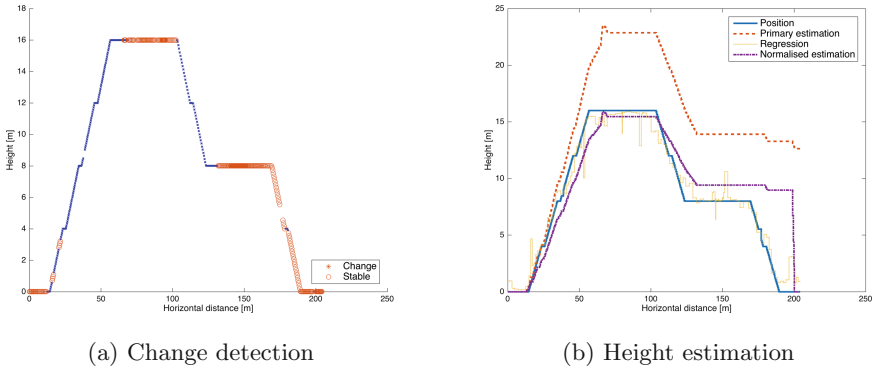 18
16
14
12
10
8
6
4
2
0
Height [m]
0 50 100 150 200 250
Horizontal distance [m]
Change
Stable
(a) Change detection
25
20
15
10
5
0
Height [m]
0 50 100 150 200 250
Horizontal distance [m]
Position
Primary estimation
Regression
Normalised estimation
(b) Height estimation